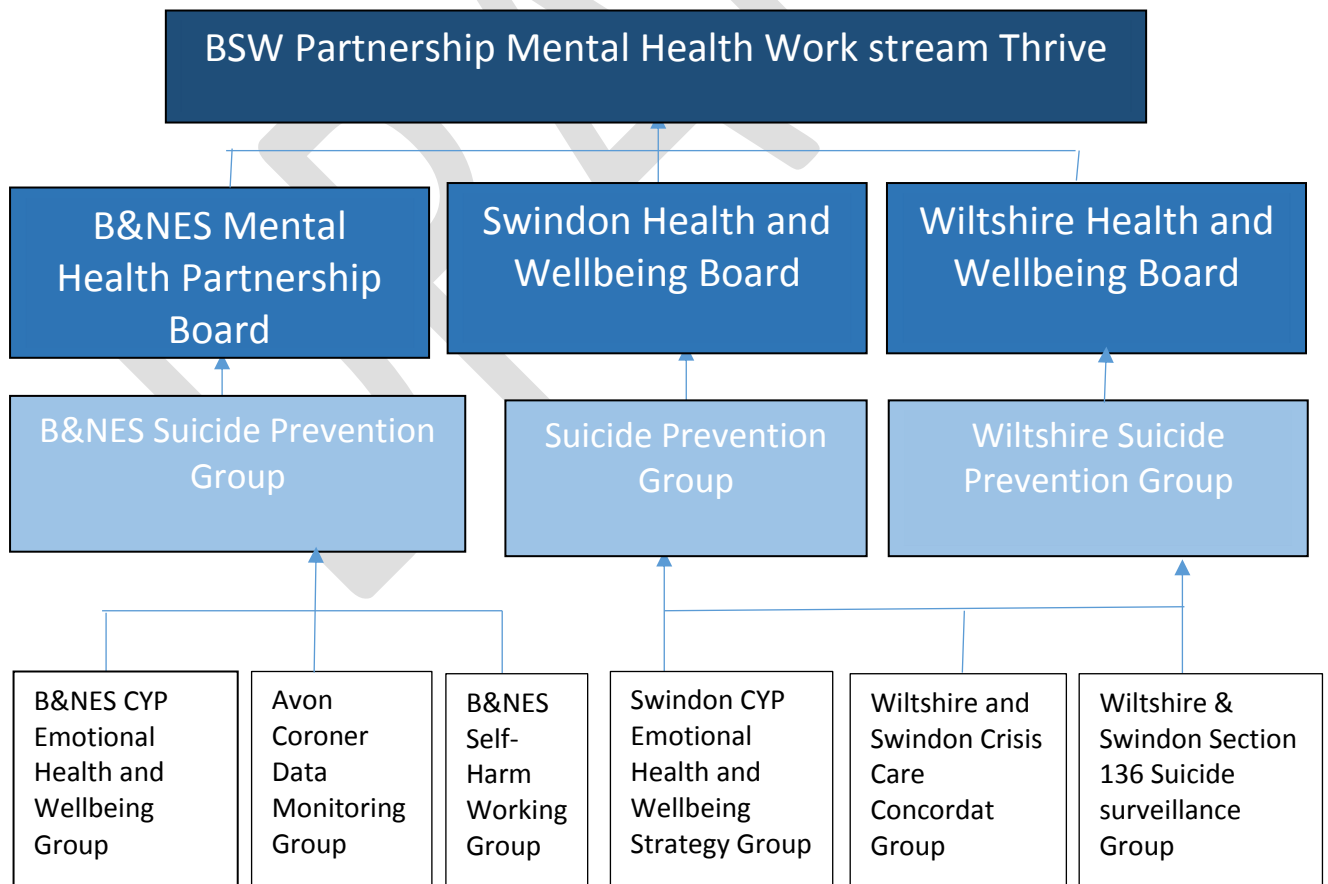 BSW Partnership Mental Health Work stream Thrive
B&NES Mental
Health Partnership
Board
Swindon Health and
Wellbeing Board
Wiltshire Health and
Wellbeing Board
B&NES Suicide Prevention
Group
Suicide Prevention
Group
Wiltshire Suicide
Prevention Group
B&NES CYP
Emotional
Health and
Wellbeing
Group
Avon
Coroner
Data
Monitoring
Group
B&NES
Self-
Harm
Working
Group
Swindon CYP
Emotional
Health and
Wellbeing
Strategy Group
Wiltshire and
Swindon Crisis
Care
Concordat
Group
Wiltshire &
Swindon Section
136 Suicide
surveillance
Group